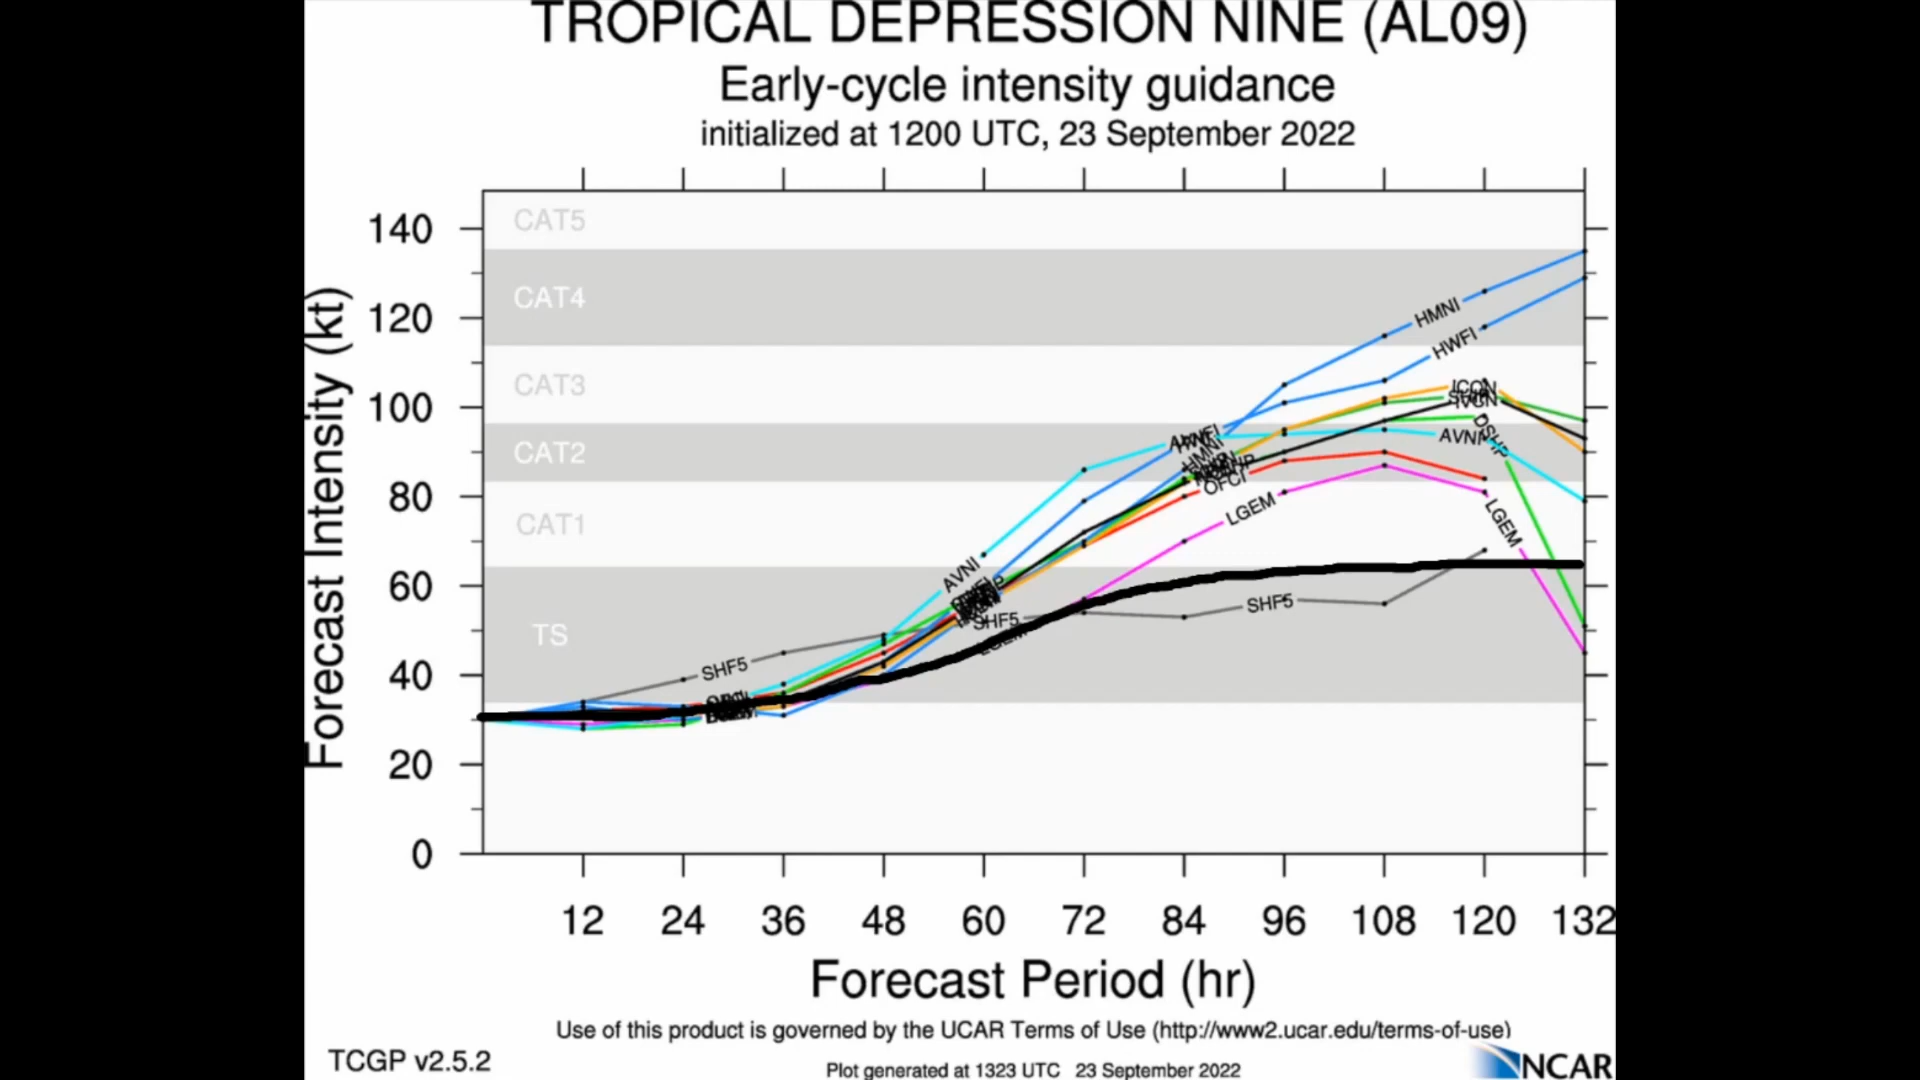 TROPICAL DEPRESSION NINE (AL09)
Early-cycle intensity guidance
initialized at 1200 UTC, 23 September 2022
Forecast Intensity (kt)
140
120
100
80
60
40
20
0
CAT5
CAT4
CAT3
CAT2
CAT1
TS
HMNI
HWFI
ICON
IVCN
DSHP
AVNI
HMNI
OFCI
LGEM
LGEM
AVNI
SHF5
SHF5
SHF5
12 24 36 48 60 72 84 96 108 120 132
Forecast Period (hr)
Use of this product is governed by the UCAR Terms of Use (http://www2.ucar.edu/terms-of-use)
TCGP v2.5.2
Plot generated at 1323 UTC 23 September 2022
NCAR